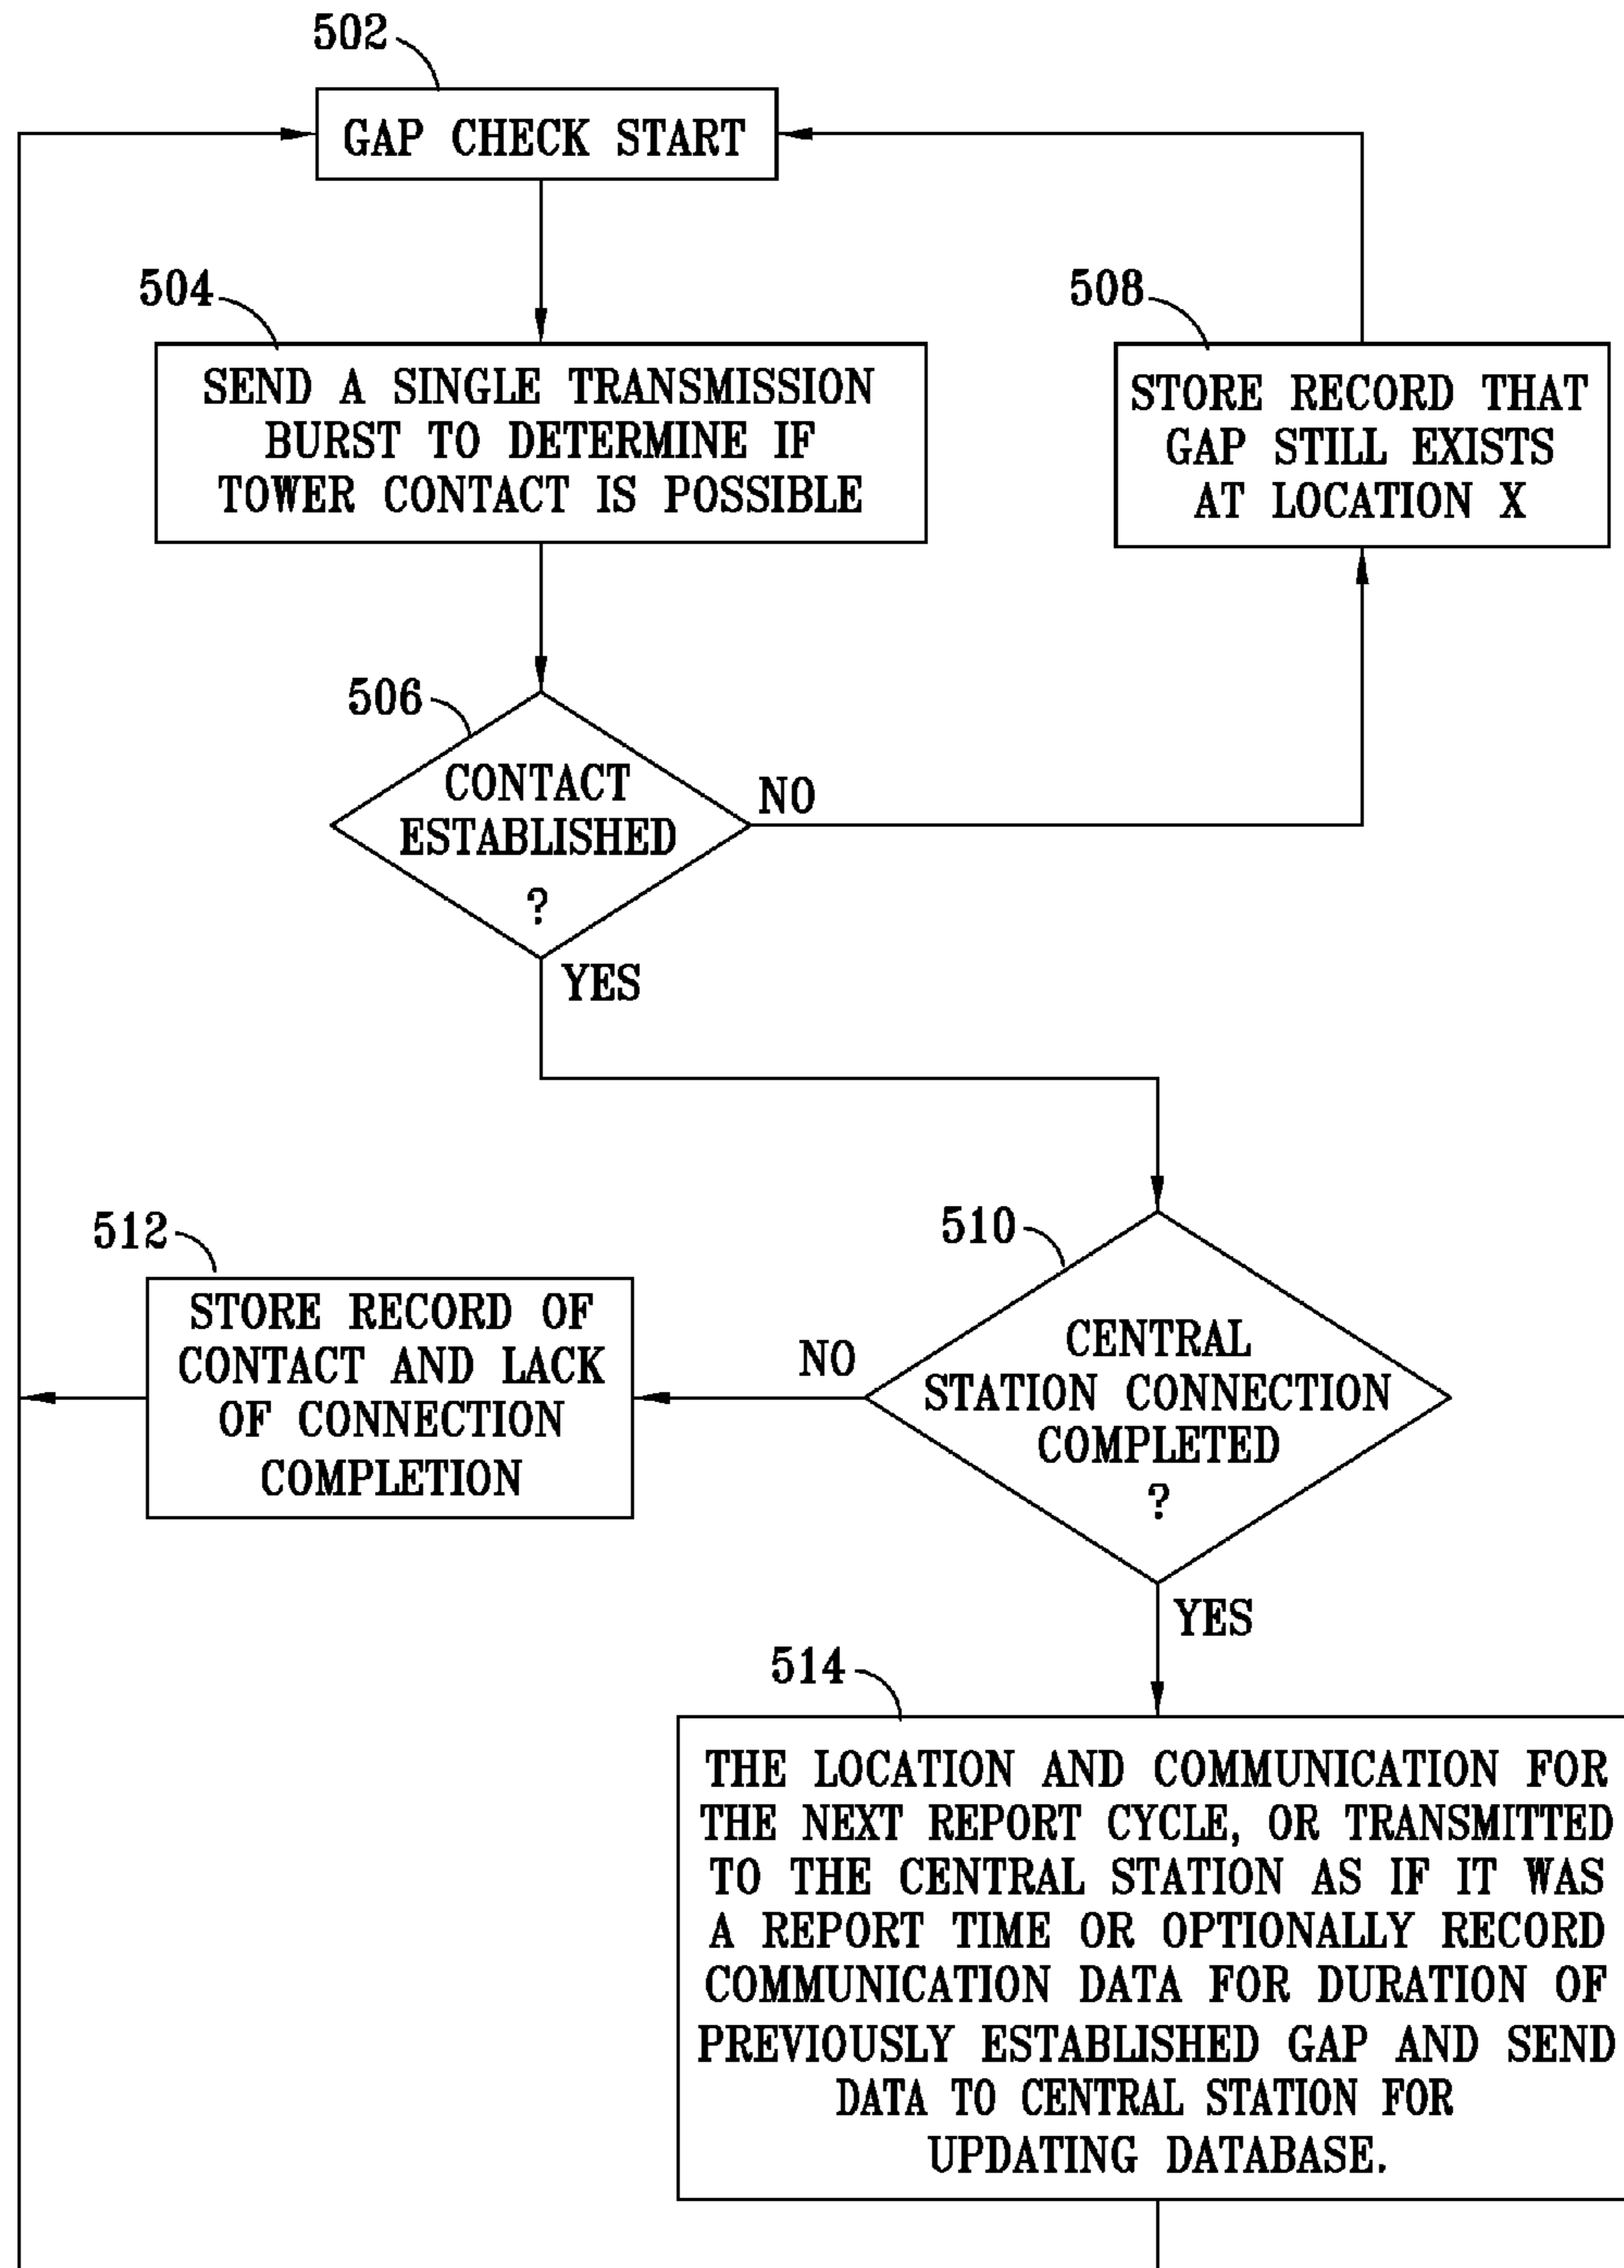 502
GAP CHECK START
504
SEND A SINGLE TRANSMISSION
BURST TO DETERMINE IF
TOWER CONTACT IS POSSIBLE
508
STORE RECORD THAT
GAP STILL EXISTS
AT LOCATION X
506
CONTACT
ESTABLISHED
?
NO
YES
510
CENTRAL
STATION CONNECTION
COMPLETED
?
NO
512
STORE RECORD OF
CONTACT AND LACK
OF CONNECTION
COMPLETION
YES
514
THE LOCATION AND COMMUNICATION FOR
THE NEXT REPORT CYCLE, OR TRANSMITTED
TO THE CENTRAL STATION AS IF IT WAS
A REPORT TIME OR OPTIONALLY RECORD
COMMUNICATION DATA FOR DURATION OF
PREVIOUSLY ESTABLISHED GAP AND SEND
DATA TO CENTRAL STATION FOR
UPDATING DATABASE.